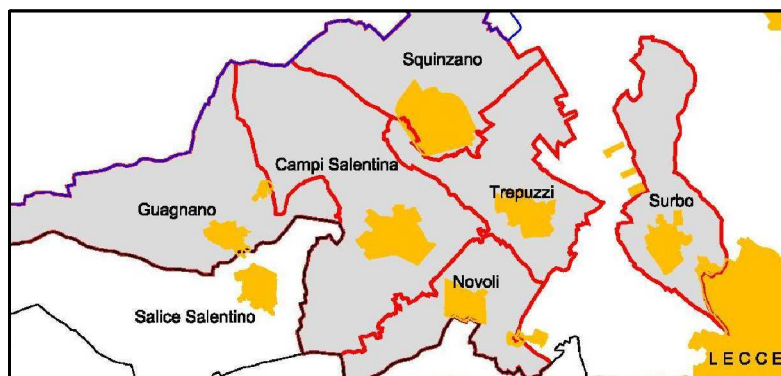 Squinzano
Campi Salentina
Trepuzzi
Surbo
Guagnano
Novoli
Salice Salentino
LECCE